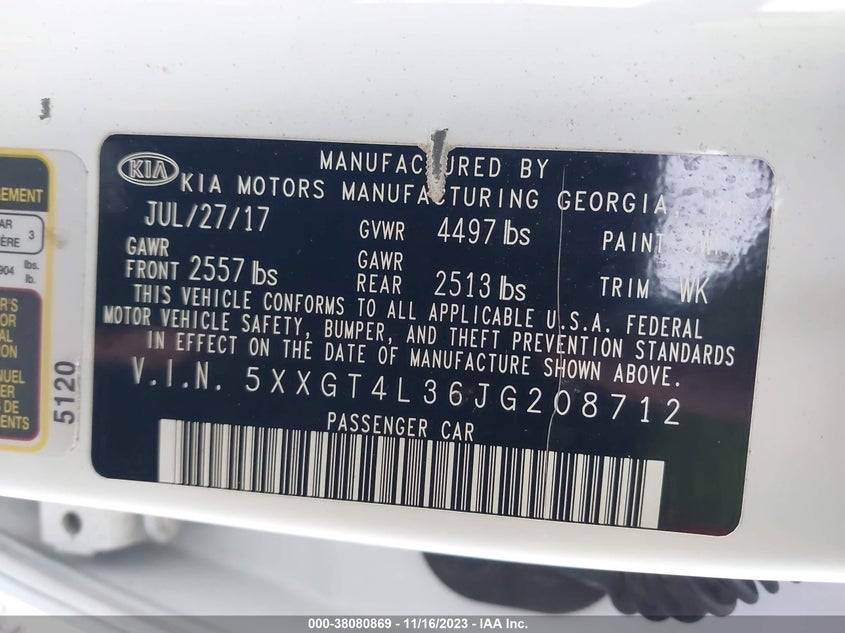 KIA
MANUFACTURED BY
KIA MOTORS MANUFACTURING GEORGIA,
JUL/27/17
GVWR 4497 lbs
PAINT
GAWR
FRONT 2557 lbs
GAWR
REAR 2513 lbs
TRIM WK
THIS VEHICLE CONFORMS TO ALL APPLICABLE U.S.A. FEDERAL
MOTOR VEHICLE SAFETY, BUMPER, AND THEFT PREVENTION STANDARDS
IN EFFECT ON THE DATE OF MANUFACTURE SHOWN ABOVE.
V.I.N. 5XXGT4L36JG208712
PASSENGER CAR
3
lbs.
lb.
5120
000-38080869 - 11/16/2023 - IAA Inc.